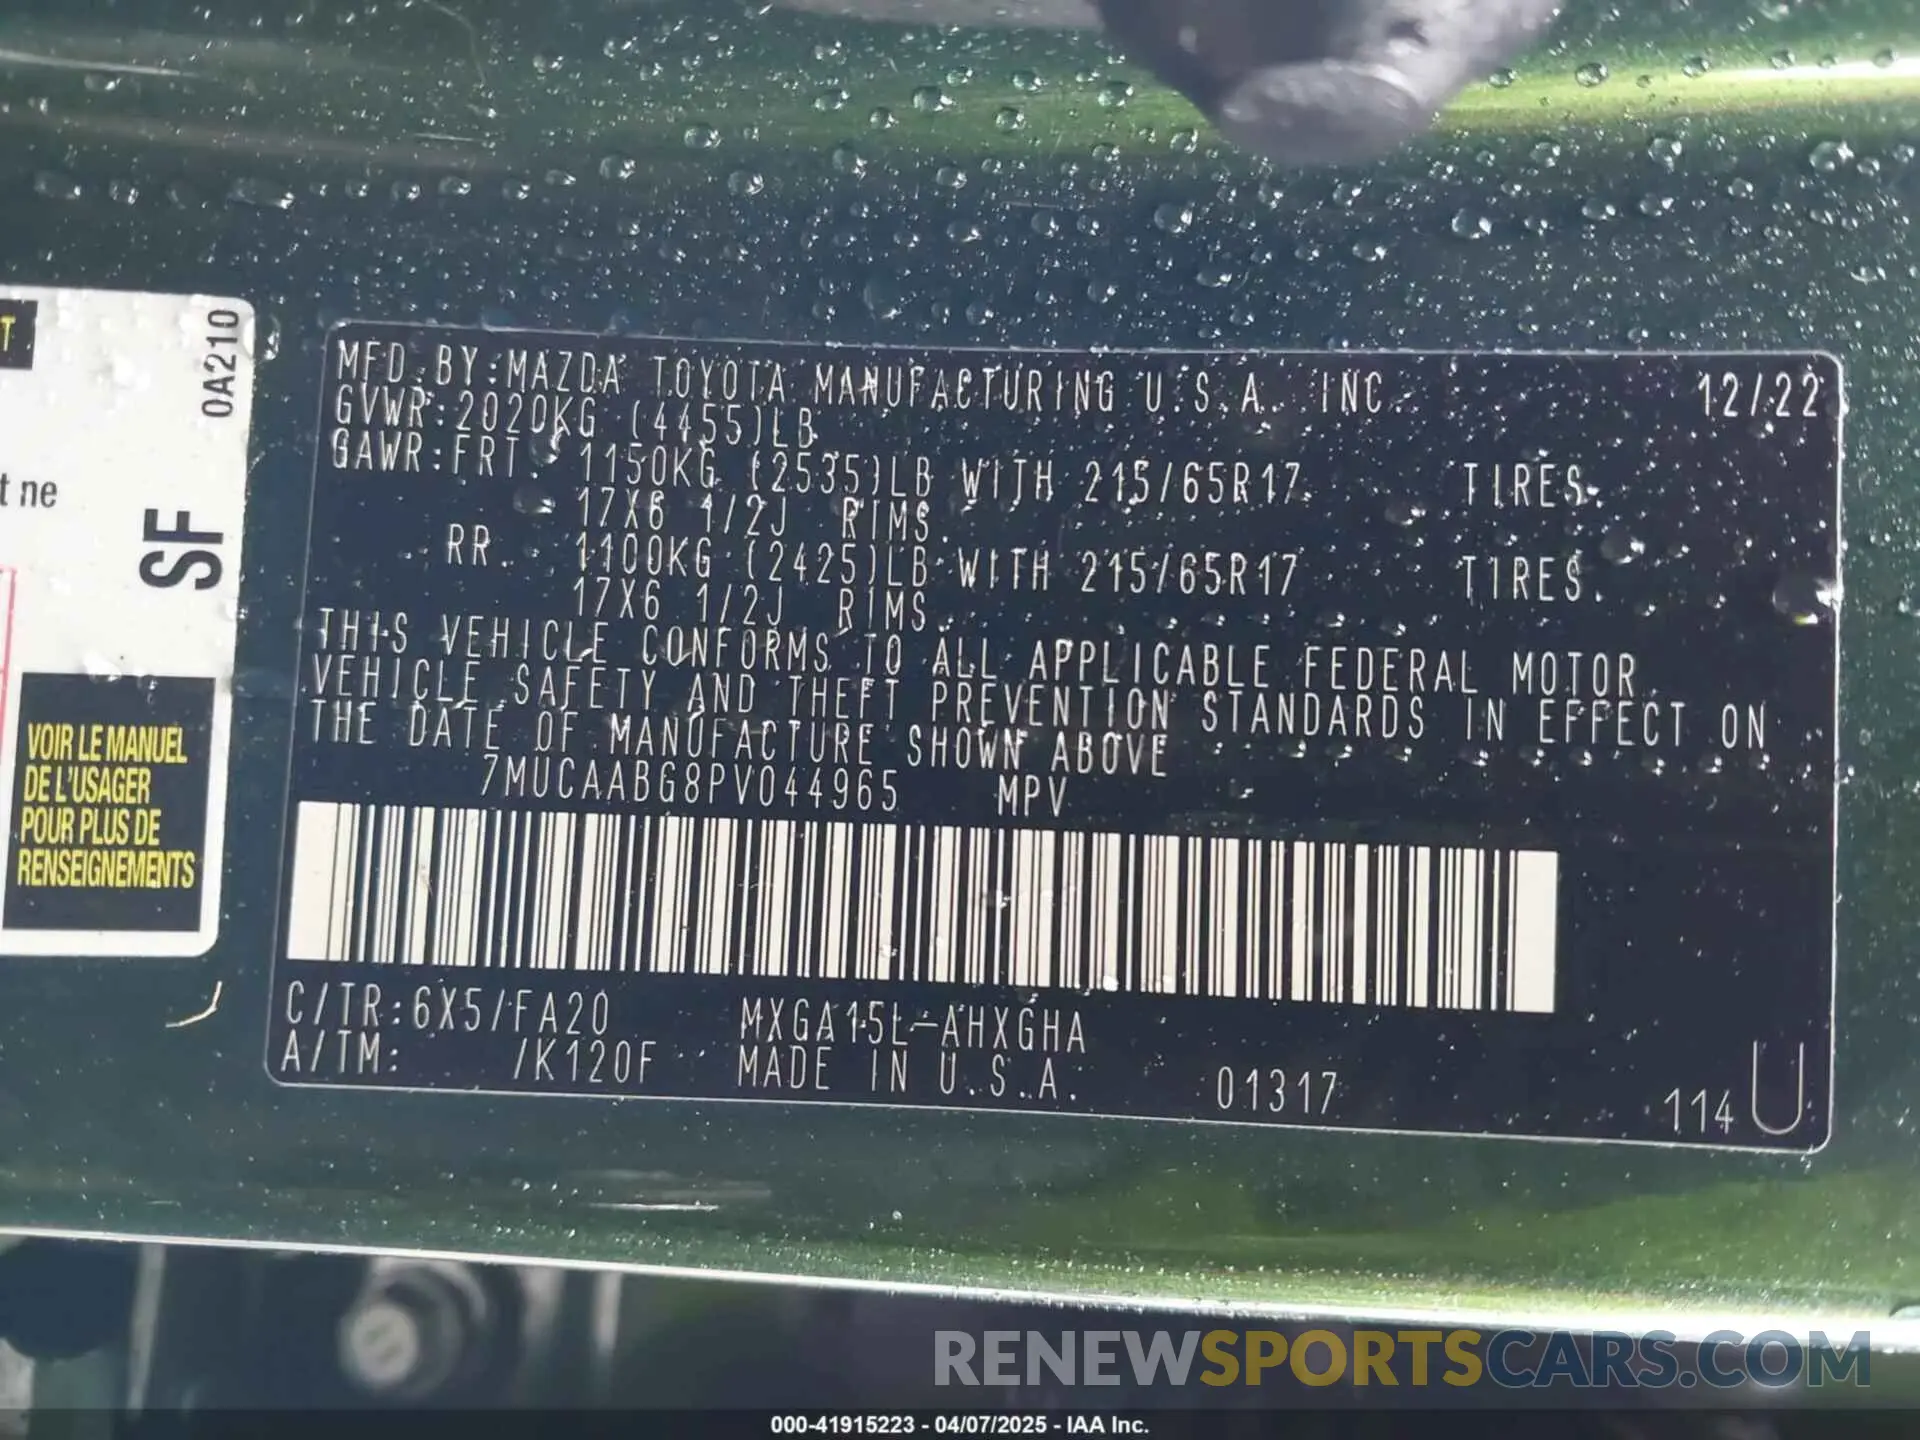 T
0A210
t ne
SF
VOIR LE MANUEL
DE L'USAGER
POUR PLUS DE
RENSEIGNEMENTS
MFD.BY:MAZDA TOYOTA MANUFACTURING U.S.A. INC. 12/22
GVWR:2020KG (4455)LB
GAWR:FRT. 1150KG (2535)LB WITH 215/65R17 TIRES.
17X6 1/2J RIMS.
RR. 1100KG (2425)LB WITH 215/65R17 TIRES.
17X6 1/2J RIMS.
THIS VEHICLE CONFORMS TO ALL APPLICABLE FEDERAL MOTOR
VEHICLE SAFETY AND THEFT PREVENTION STANDARDS IN EFFECT ON
THE DATE OF MANUFACTURE SHOWN ABOVE
7MUCAABG8PV044965 MPV
C/TR:6X5/FA20 MXGA15L-AHXGHA
A/TM: /K120F MADE IN U.S.A. 01317 114 U
RENEWSPORTSCARS.COM
000-41915223 - 04/07/2025 - IAA Inc.